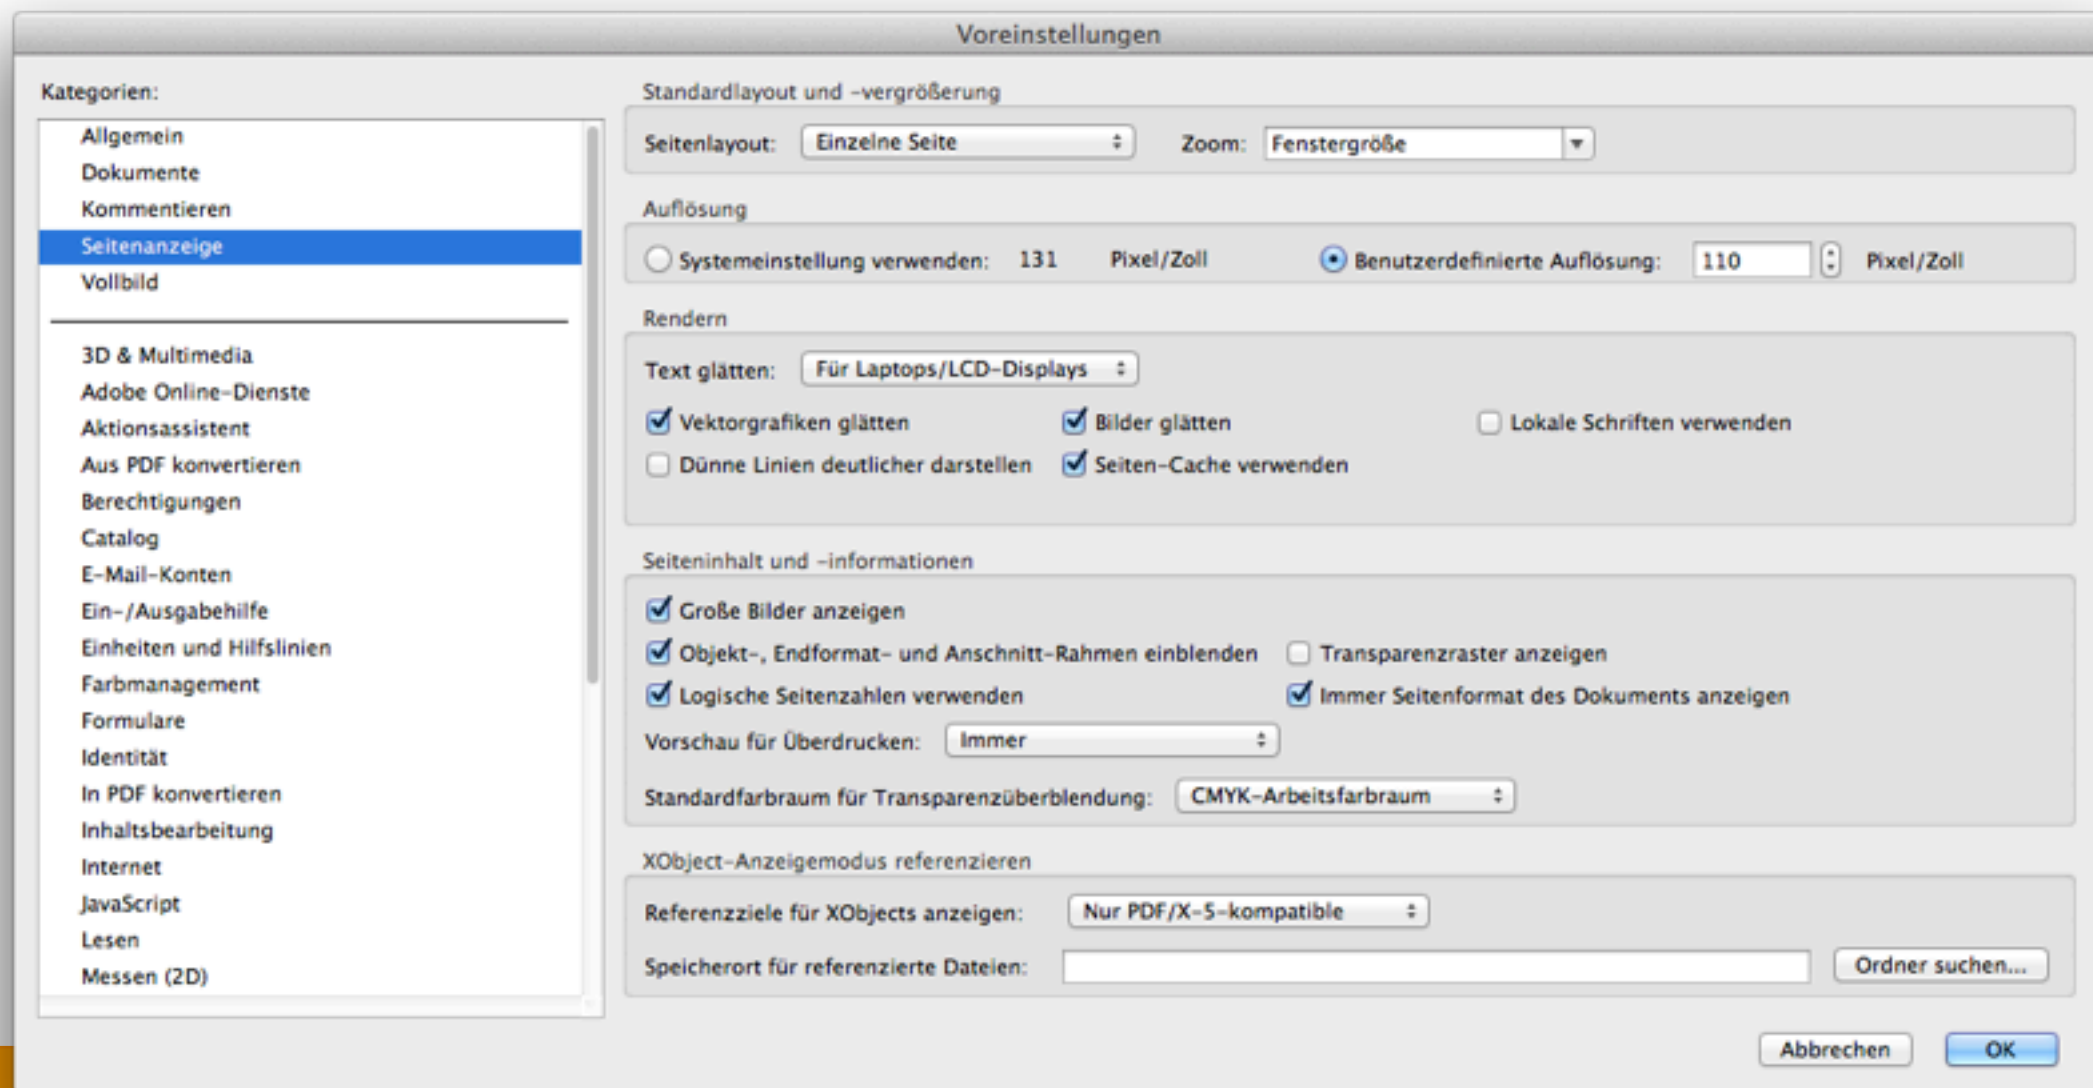 Voreinstellungen
Kategorien:
Allgemein
Dokumente
Kommentieren
Seitenanzeige
Vollbild
3D & Multimedia
Adobe Online-Dienste
Aktionsassistent
Aus PDF konvertieren
Berechtigungen
Catalog
E-Mail-Konten
Ein-/Ausgabehilfe
Einheiten und Hilfslinien
Farbmanagement
Formulare
Identität
In PDF konvertieren
Inhaltsbearbeitung
Internet
JavaScript
Lesen
Messen (2D)
Standardlayout und -vergrößerung
Seitenlayout: Einzelne Seite Zoom: Fenstergröße
Auflösung
Systemeinstellung verwenden: 131 Pixel/Zoll Benutzerdefinierte Auflösung: 110 Pixel/Zoll
Rendern
Text glätten: Für Laptops/LCD-Displays
Vektorgrafiken glätten Bilder glätten Lokale Schriften verwenden
Dünne Linien deutlicher darstellen Seiten-Cache verwenden
Seiteninhalt und -informationen
Große Bilder anzeigen
Objekt-, Endformat- und Anschnitt-Rahmen einblenden Transparenzraster anzeigen
Logische Seitenzahlen verwenden Immer Seitenformat des Dokuments anzeigen
Vorschau für Überdrucken: Immer
Standardfarbraum für Transparenzüberblendung: CMYK-Arbeitsfarbraum
XObject-Anzeigemodus referenzieren
Referenzziele für XObjects anzeigen: Nur PDF/X-5-kompatible
Speicherort für referenzierte Dateien: Ordner suchen...
Abbrechen OK